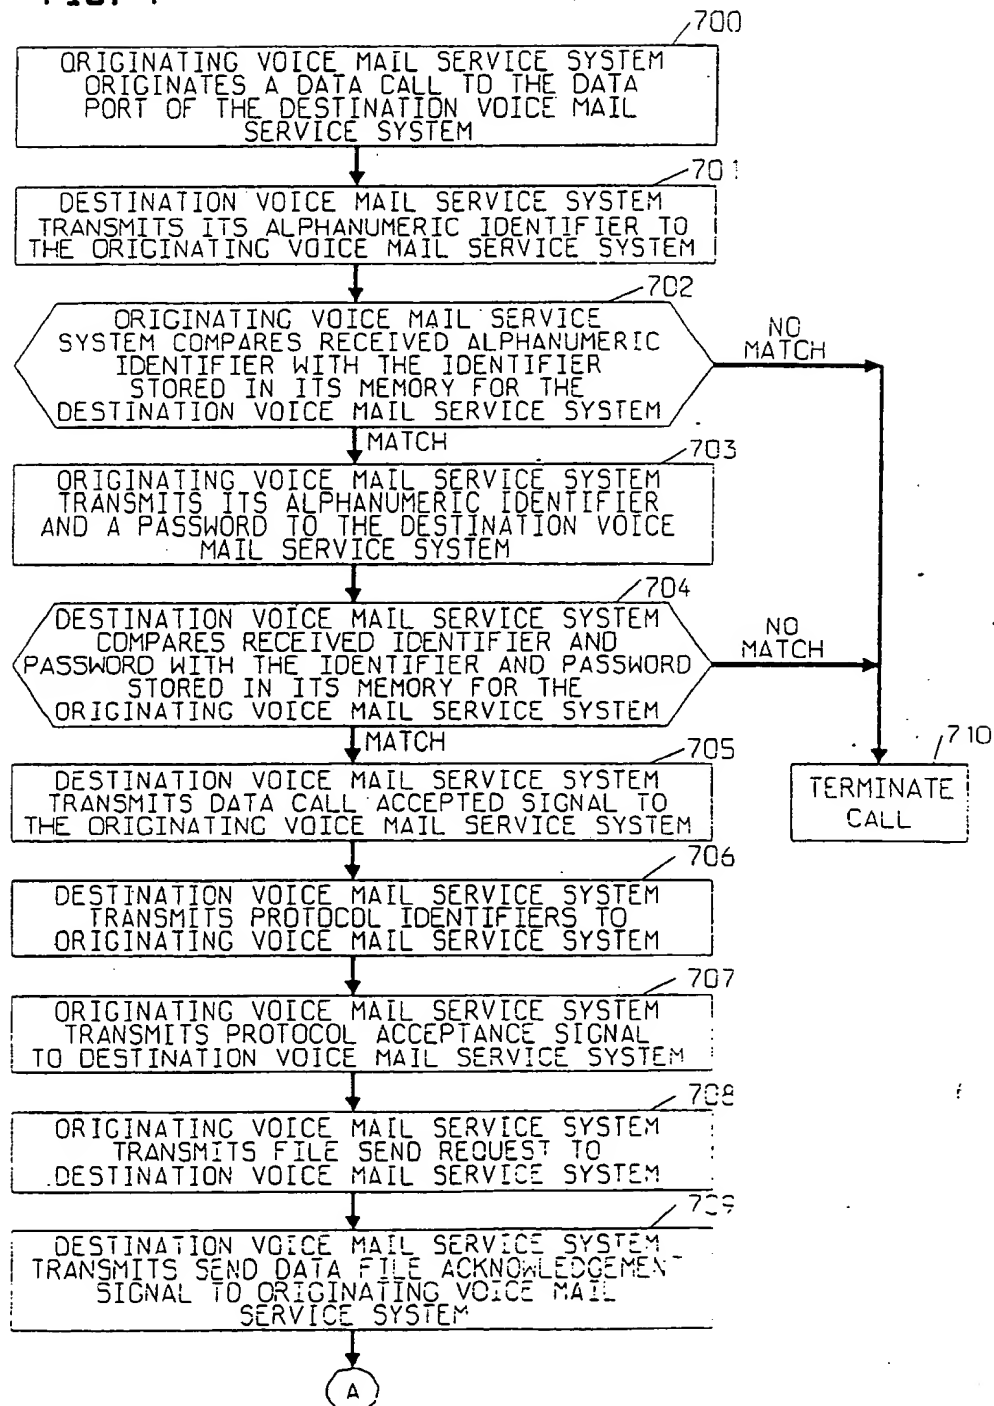 700
ORIGINATING VOICE MAIL SERVICE SYSTEM
ORIGINATES A DATA CALL TO THE DATA
PORT OF THE DESTINATION VOICE MAIL
SERVICE SYSTEM
701
DESTINATION VOICE MAIL SERVICE SYSTEM
TRANSMITS ITS ALPHANUMERIC IDENTIFIER TO
THE ORIGINATING VOICE MAIL SERVICE SYSTEM
702
ORIGINATING VOICE MAIL SERVICE
SYSTEM COMPARES RECEIVED ALPHANUMERIC
IDENTIFIER WITH THE IDENTIFIER
STORED IN ITS MEMORY FOR THE
DESTINATION VOICE MAIL SERVICE SYSTEM
NO
MATCH
MATCH
703
ORIGINATING VOICE MAIL SERVICE SYSTEM
TRANSMITS ITS ALPHANUMERIC IDENTIFIER
AND A PASSWORD TO THE DESTINATION VOICE
MAIL SERVICE SYSTEM
704
DESTINATION VOICE MAIL SERVICE SYSTEM
COMPARES RECEIVED IDENTIFIER AND
PASSWORD WITH THE IDENTIFIER AND PASSWORD
STORED IN ITS MEMORY FOR THE
ORIGINATING VOICE MAIL SERVICE SYSTEM
NO
MATCH
MATCH
705
DESTINATION VOICE MAIL SERVICE SYSTEM
TRANSMITS DATA CALL ACCEPTED SIGNAL TO
THE ORIGINATING VOICE MAIL SERVICE SYSTEM
710
TERMINATE
CALL
706
DESTINATION VOICE MAIL SERVICE SYSTEM
TRANSMITS PROTOCOL IDENTIFIERS TO
ORIGINATING VOICE MAIL SERVICE SYSTEM
707
ORIGINATING VOICE MAIL SERVICE SYSTEM
TRANSMITS PROTOCOL ACCEPTANCE SIGNAL
TO DESTINATION VOICE MAIL SERVICE SYSTEM
708
ORIGINATING VOICE MAIL SERVICE SYSTEM
TRANSMITS FILE SEND REQUEST TO
DESTINATION VOICE MAIL SERVICE SYSTEM
709
DESTINATION VOICE MAIL SERVICE SYSTEM
TRANSMITS SEND DATA FILE ACKNOWLEDGEMENT
SIGNAL TO ORIGINATING VOICE MAIL
SERVICE SYSTEM
A